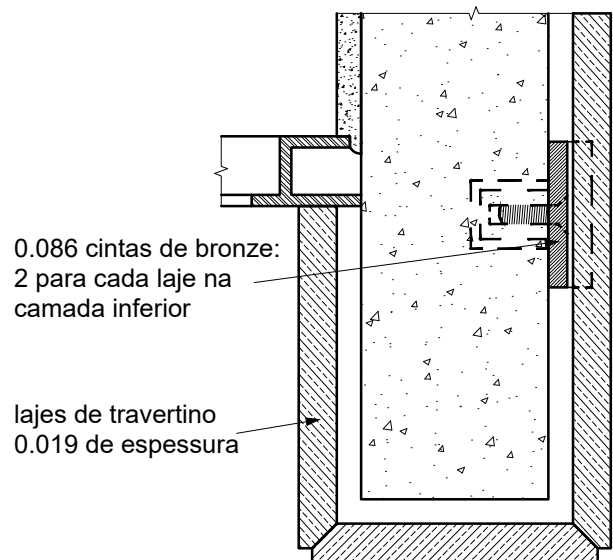 0.086 cintas de bronze:
2 para cada laje na
camada inferior
lajes de travertino
0.019 de espessura